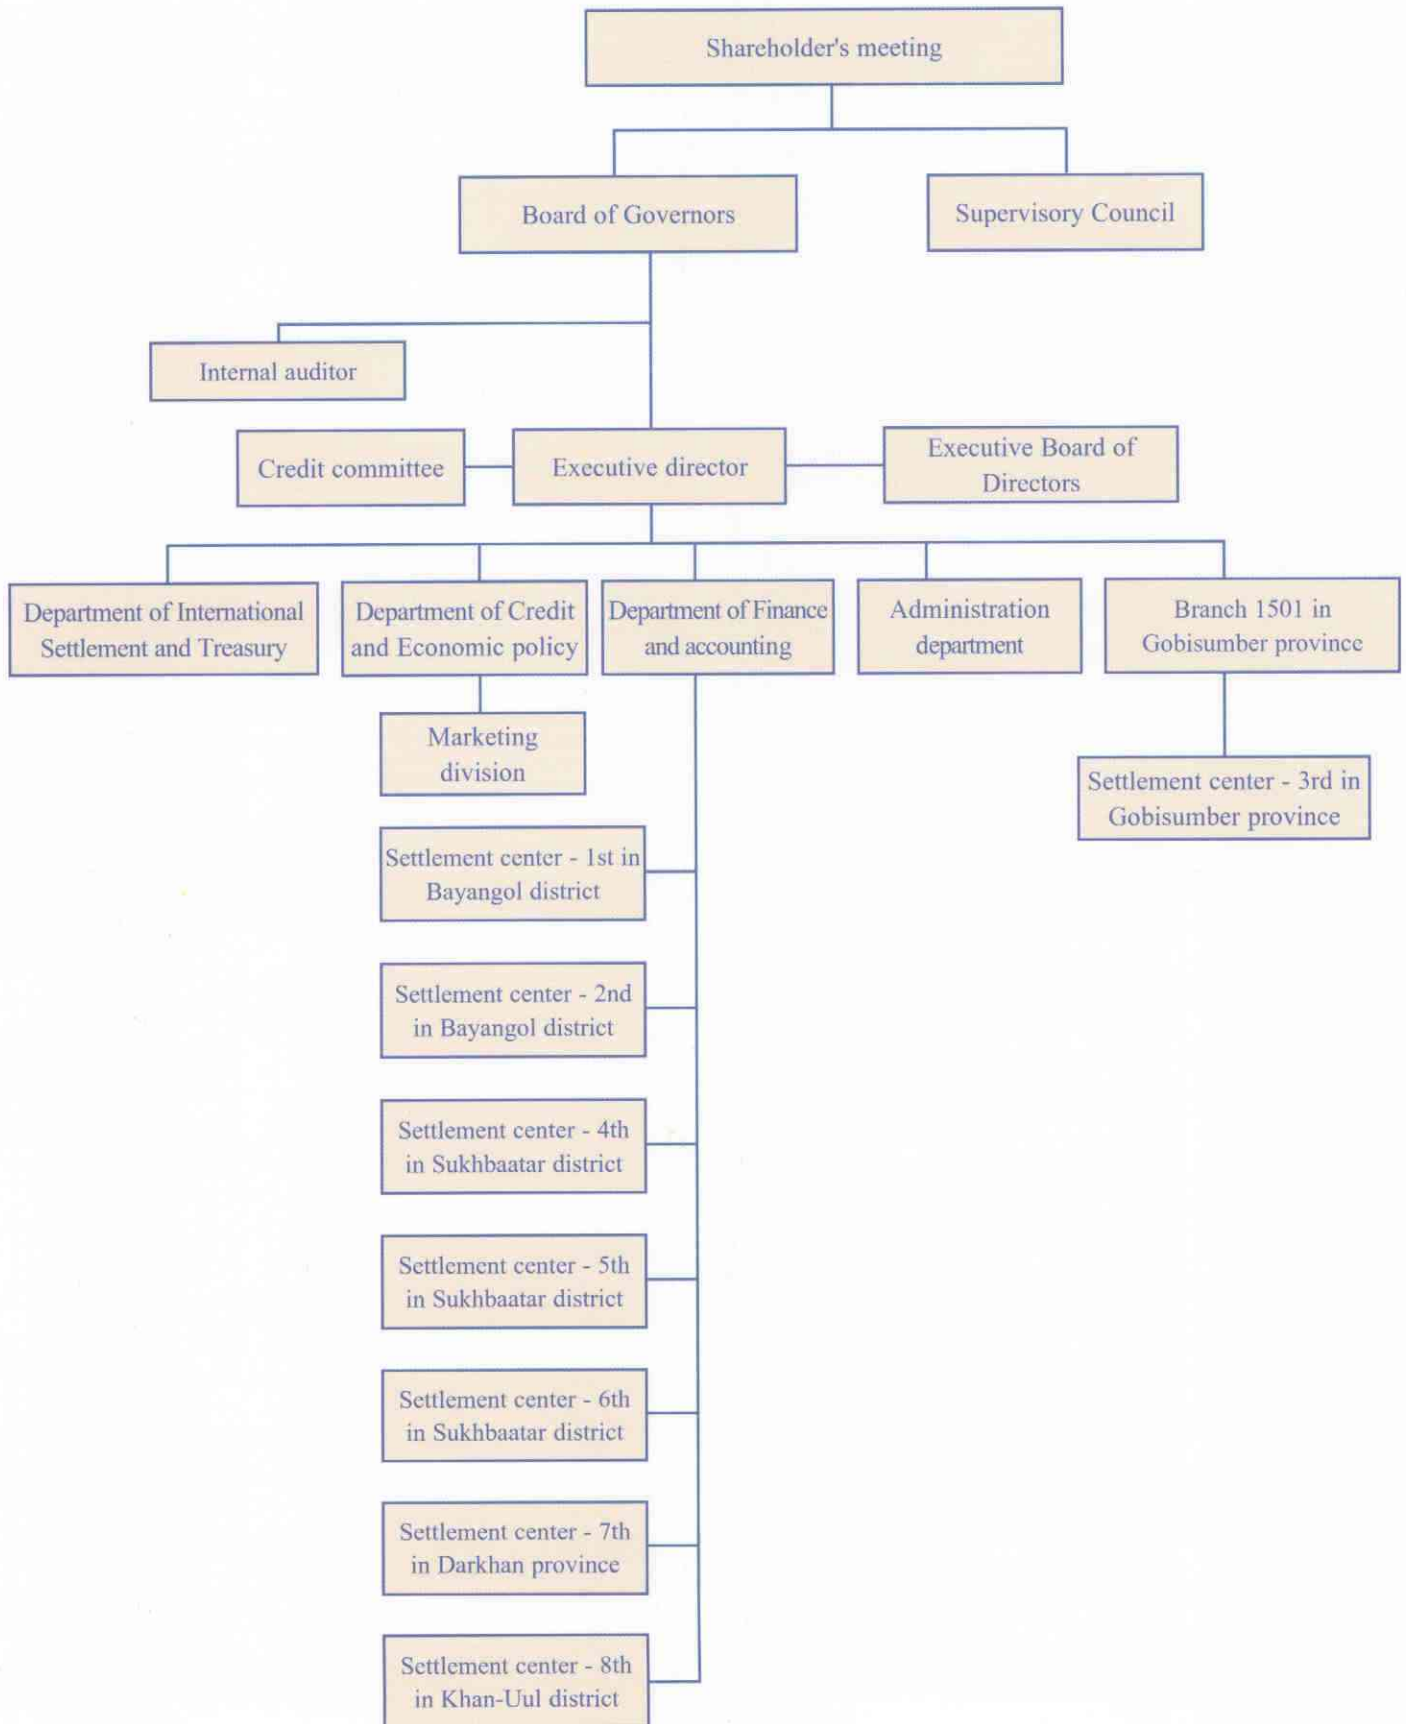 Shareholder's meeting
Board of Governors
Supervisory Council
Internal auditor
Credit committee
Executive director
Executive Board of
Directors
Department of International
Settlement and Treasury
Department of Credit
and Economic policy
Department of Finance
and accounting
Administration
department
Branch 1501 in
Gobisumber province
Marketing
division
Settlement center - 3rd in
Gobisumber province
Settlement center - 1st in
Bayangol district
Settlement center - 2nd
in Bayangol district
Settlement center - 4th
in Sukhbaatar district
Settlement center - 5th
in Sukhbaatar district
Settlement center - 6th
in Sukhbaatar district
Settlement center - 7th
in Darkhan province
Settlement center - 8th
in Khan-Uul district